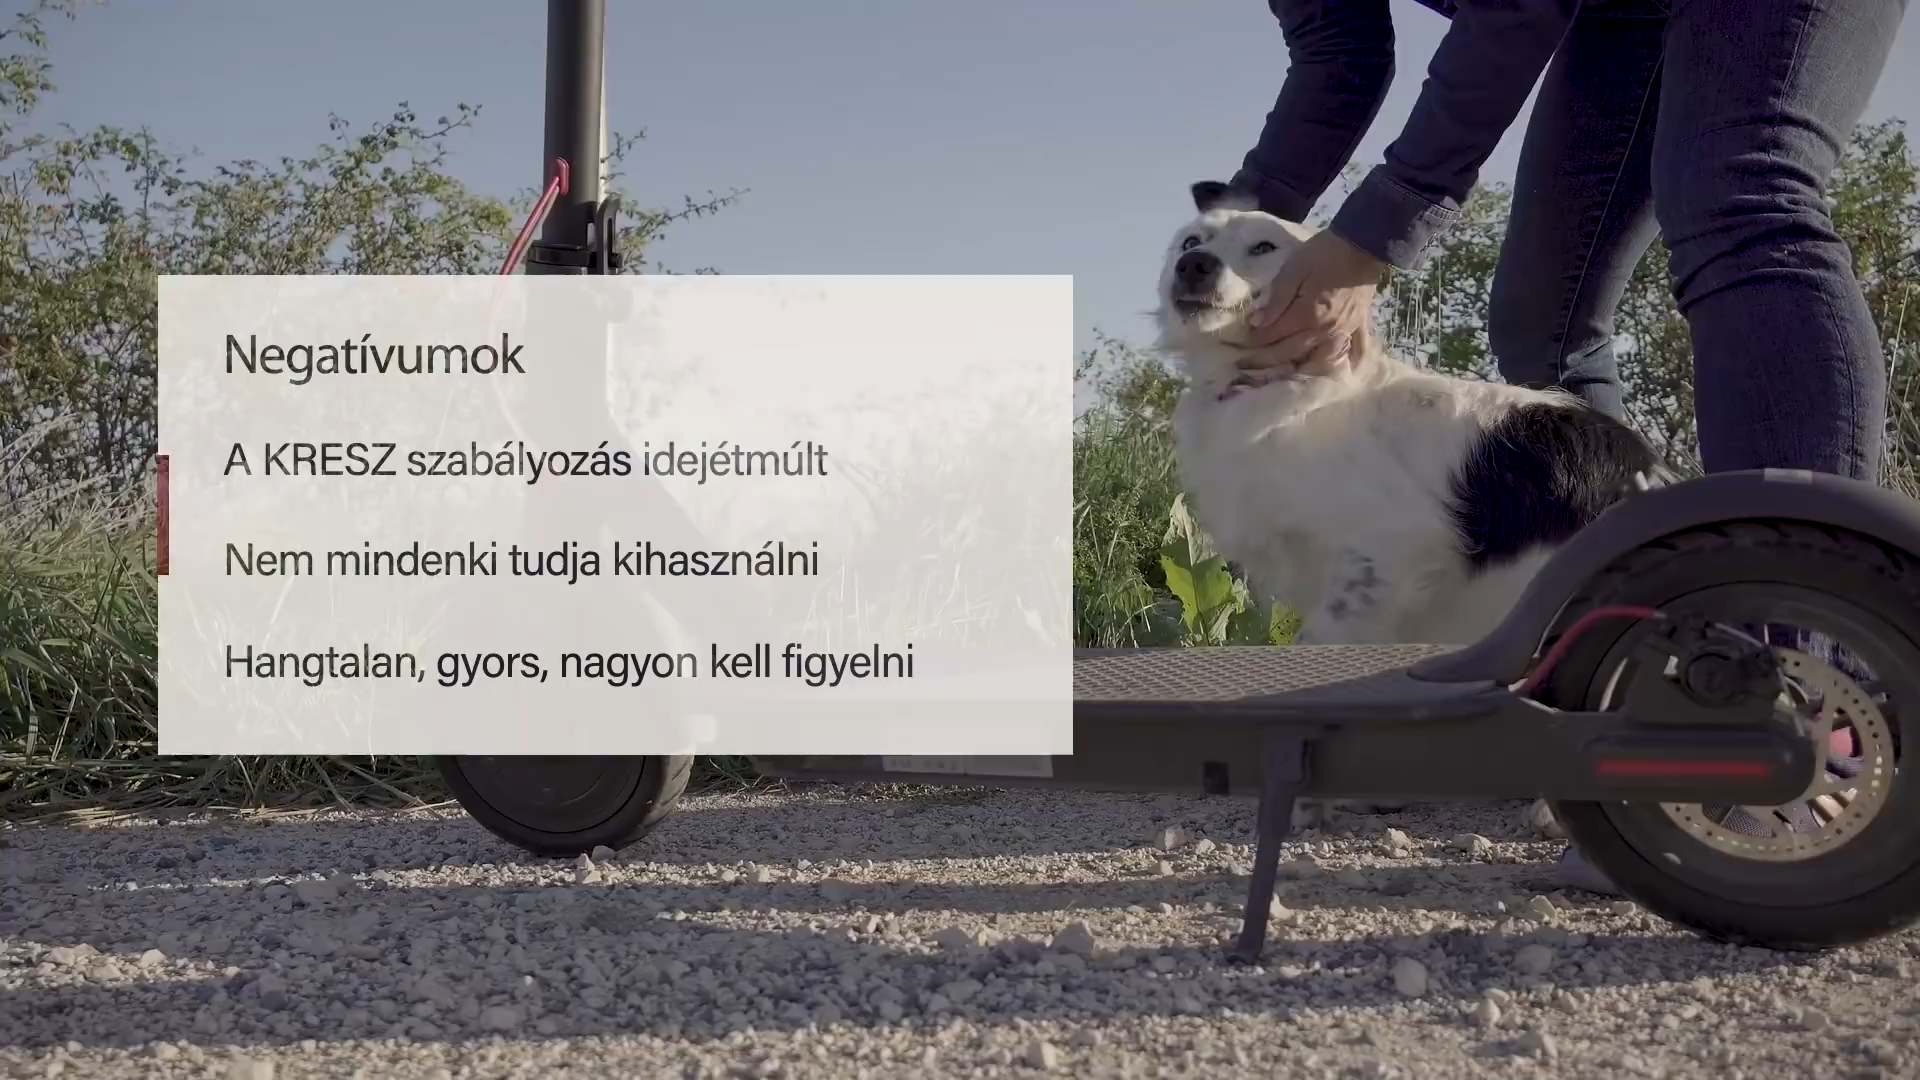 Negatívumok
A KRESZ szabályozás idejétmúlt
Nem mindenki tudja kihasználni
Hangtalan, gyors, nagyon kell figyelni